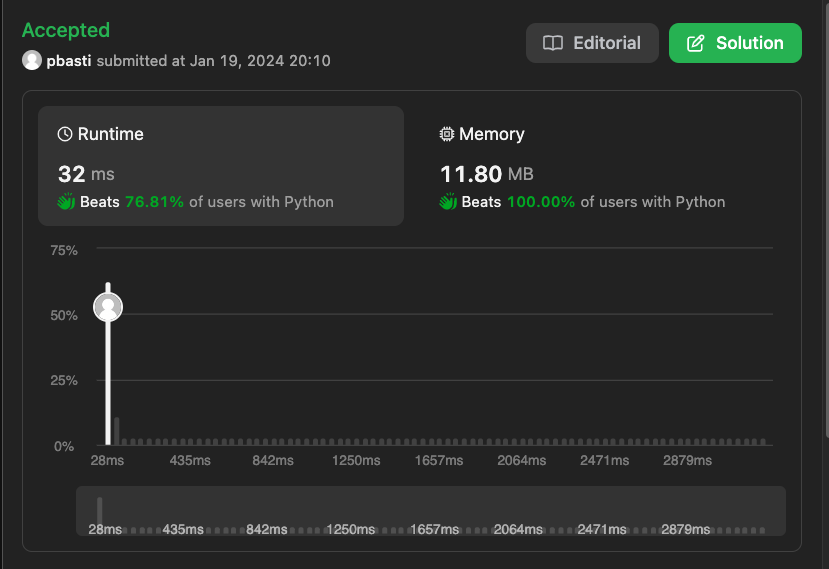 Accepted
pbasti submitted at Jan 19, 2024 20:10
Editorial
Solution
Runtime
32 ms
Beats 76.81% of users with Python
Memory
11.80 MB
Beats 100.00% of users with Python
75%
50%
25%
0%
28ms 435ms 842ms 1250ms 1657ms 2064ms 2471ms 2879ms
28ms 435ms 842ms 1250ms 1657ms 2064ms 2471ms 2879ms